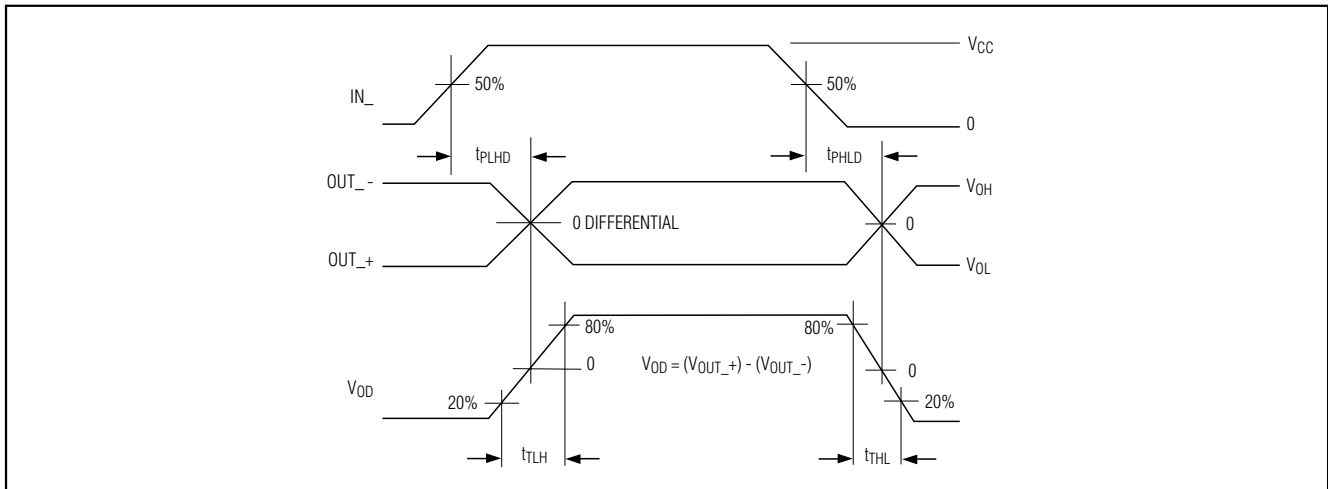 VCC
50%
50%
IN_
0
tPLHD
tPHLD
OUT_ -
VOH
0 DIFFERENTIAL
0
OUT_+
VOL
80%
80%
0
VOD = (VOUT_+) - (VOUT_-)
0
VOD
20%
20%
tTLH
tTHL